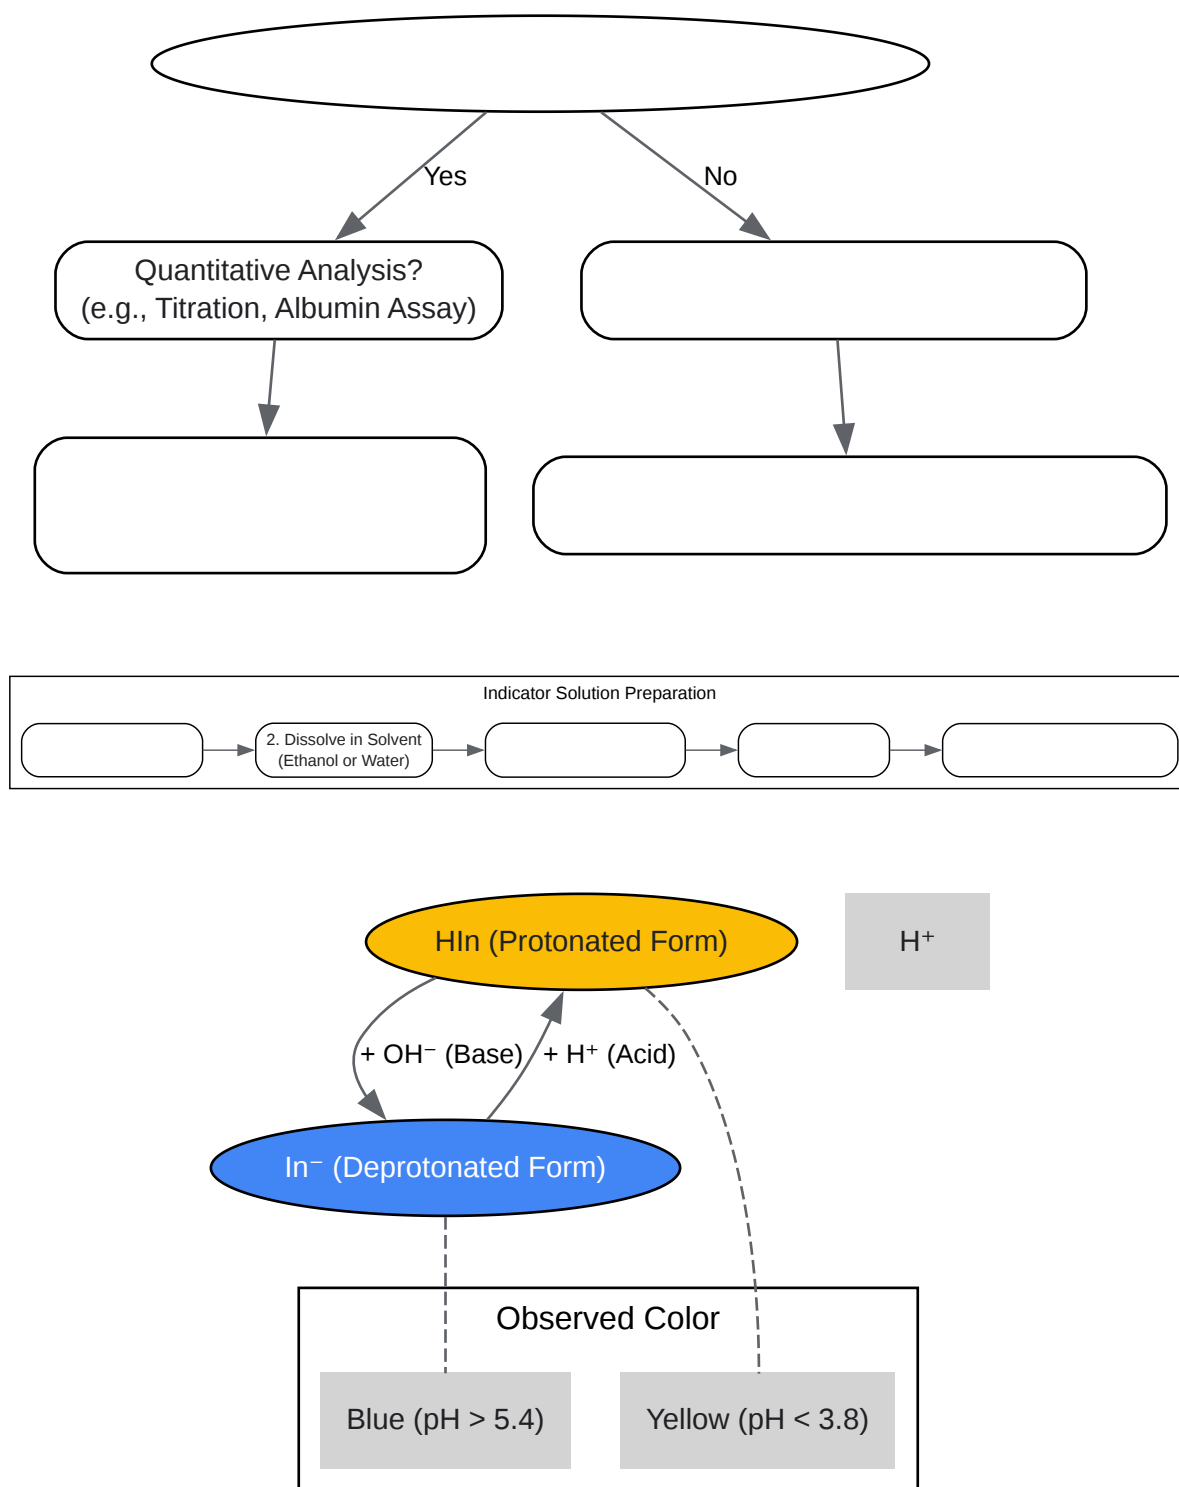 Yes
No
Quantitative Analysis?
(e.g., Titration, Albumin Assay)
Indicator Solution Preparation
2. Dissolve in Solvent
(Ethanol or Water)
HIn (Protonated Form)
H⁺
+ OH⁻ (Base)
+ H⁺ (Acid)
In⁻ (Deprotonated Form)
Observed Color
Blue (pH > 5.4)
Yellow (pH < 3.8)